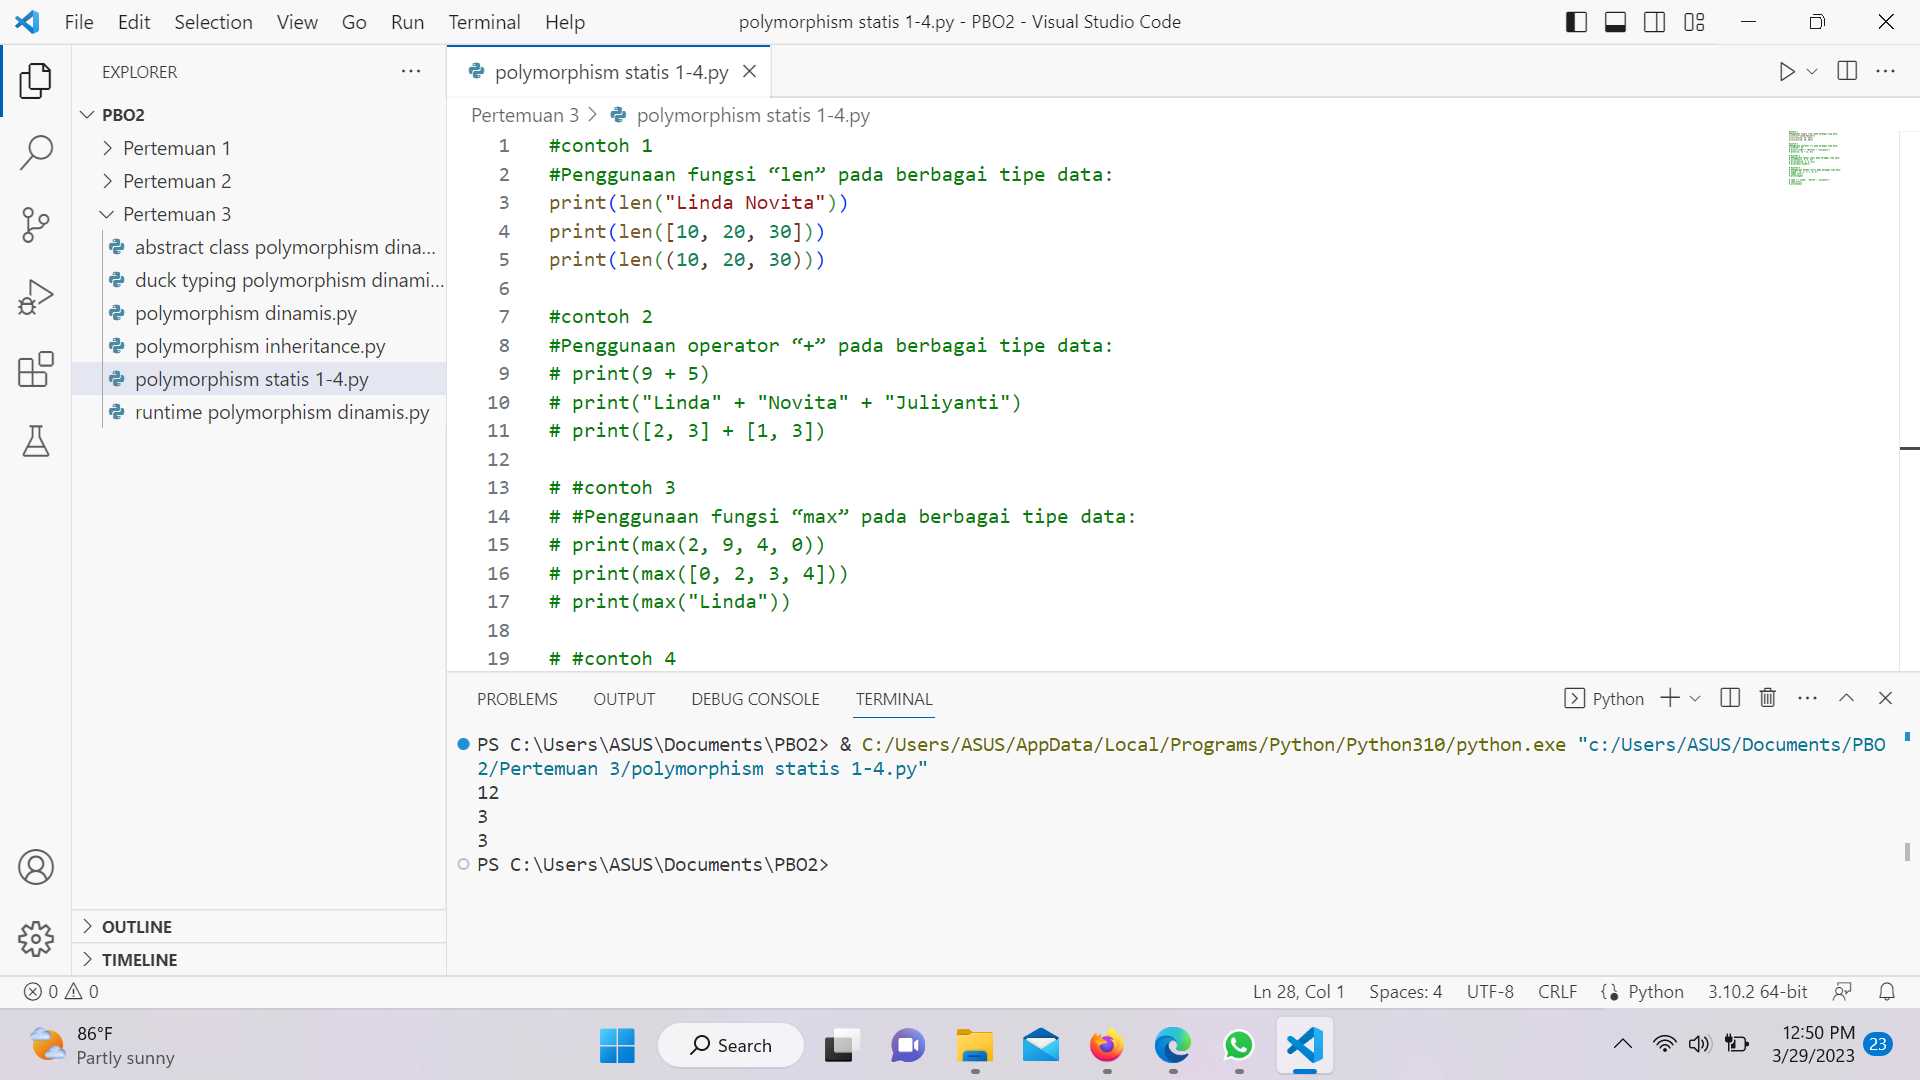 File Edit Selection View Go Run Terminal Help
polymorphism statis 1-4.py - PBO2 - Visual Studio Code
EXPLORER
PBO2
Pertemuan 1
Pertemuan 2
Pertemuan 3
abstract class polymorphism dina...
duck typing polymorphism dinami...
polymorphism dinamis.py
polymorphism inheritance.py
polymorphism statis 1-4.py
runtime polymorphism dinamis.py
OUTLINE
TIMELINE
polymorphism statis 1-4.py
Pertemuan 3 > polymorphism statis 1-4.py
1 #contoh 1
2 #Penggunaan fungsi “len” pada berbagai tipe data:
3 print(len("Linda Novita"))
4 print(len([10, 20, 30]))
5 print(len((10, 20, 30)))
6
7 #contoh 2
8 #Penggunaan operator “+” pada berbagai tipe data:
9 # print(9 + 5)
10 # print("Linda" + "Novita" + "Juliyanti")
11 # print([2, 3] + [1, 3])
12
13 # #contoh 3
14 # #Penggunaan fungsi “max” pada berbagai tipe data:
15 # print(max(2, 9, 4, 0))
16 # print(max([0, 2, 3, 4]))
17 # print(max("Linda"))
18
19 # #contoh 4
PROBLEMS OUTPUT DEBUG CONSOLE TERMINAL
Python
PS C:\Users\ASUS\Documents\PBO2> & C:/Users/ASUS/AppData/Local/Programs/Python/Python310/python.exe "c:/Users/ASUS/Documents/PBO
2/Pertemuan 3/polymorphism statis 1-4.py"
12
3
3
PS C:\Users\ASUS\Documents\PBO2>
0 0
Ln 28, Col 1 Spaces: 4 UTF-8 CRLF Python 3.10.2 64-bit
86°F
Partly sunny
Search
12:50 PM
3/29/2023
23